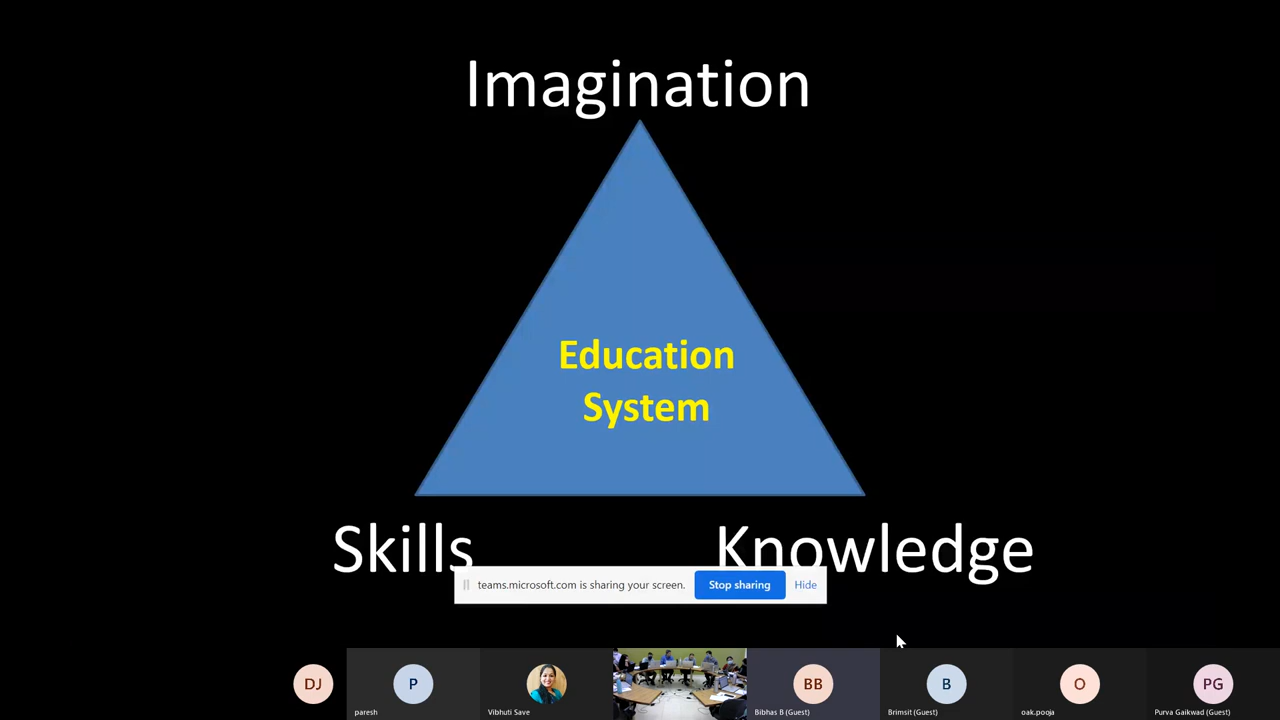 Imagination
Education
System
Skills
Knowledge
teams.microsoft.com is sharing your screen.
Stop sharing
Hide
DJ
P
BB
B
O
PG
paresh
Vibhuti Save
Bibhas B (Guest)
Brimsit (Guest)
oak.pooja
Purva Gaikwad (Guest)